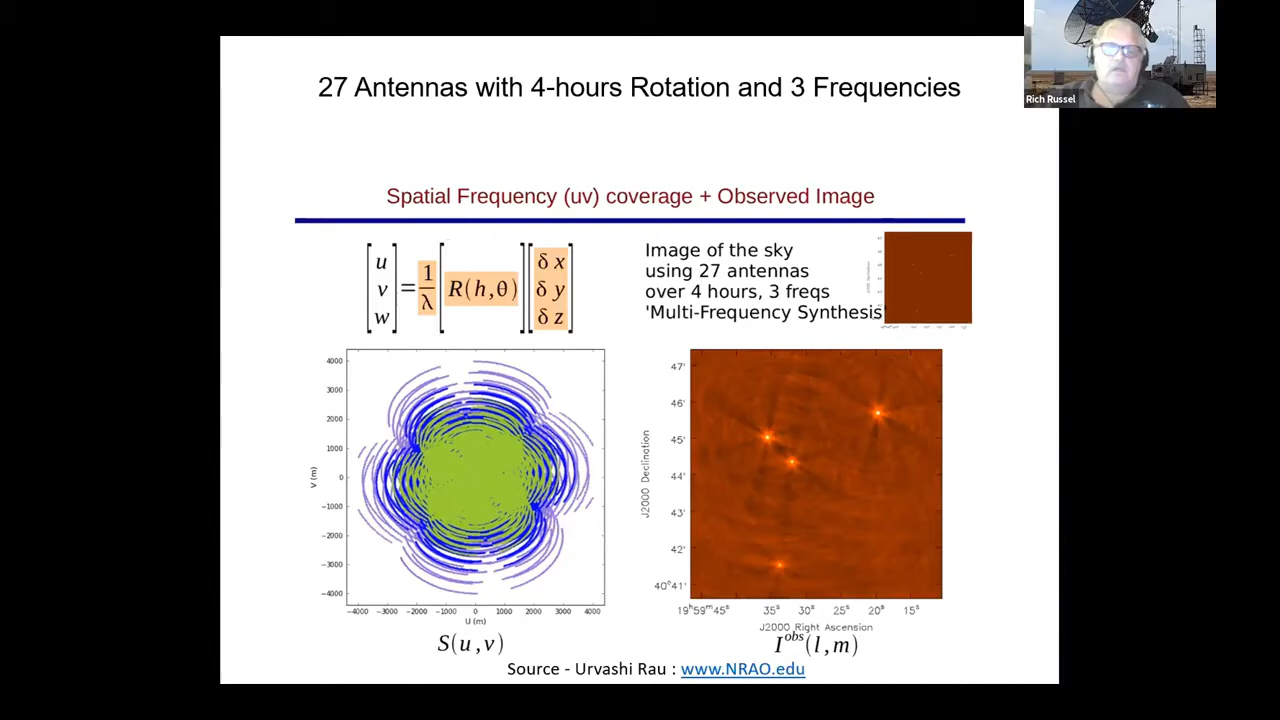 27 Antennas with 4-hours Rotation and 3 Frequencies
Rich Russel
Spatial Frequency (uv) coverage + Observed Image
[u v w] = 1/λ [R(h,θ)] [δx δy δz]
Image of the sky
using 27 antennas
over 4 hours, 3 freqs
'Multi-Frequency Synthesis'
4000
3000
2000
1000
0
−1000
−2000
−3000
−4000
V (m)
−4000 −3000 −2000 −1000 0 1000 2000 3000 4000
U (m)
S(u,v)
47'
46'
45'
44'
43'
42'
40°41'
J2000 Declination
19h59m45s 35s 30s 25s 20s 15s
J2000 Right Ascension
Iobs(l,m)
Source - Urvashi Rau : www.NRAO.edu